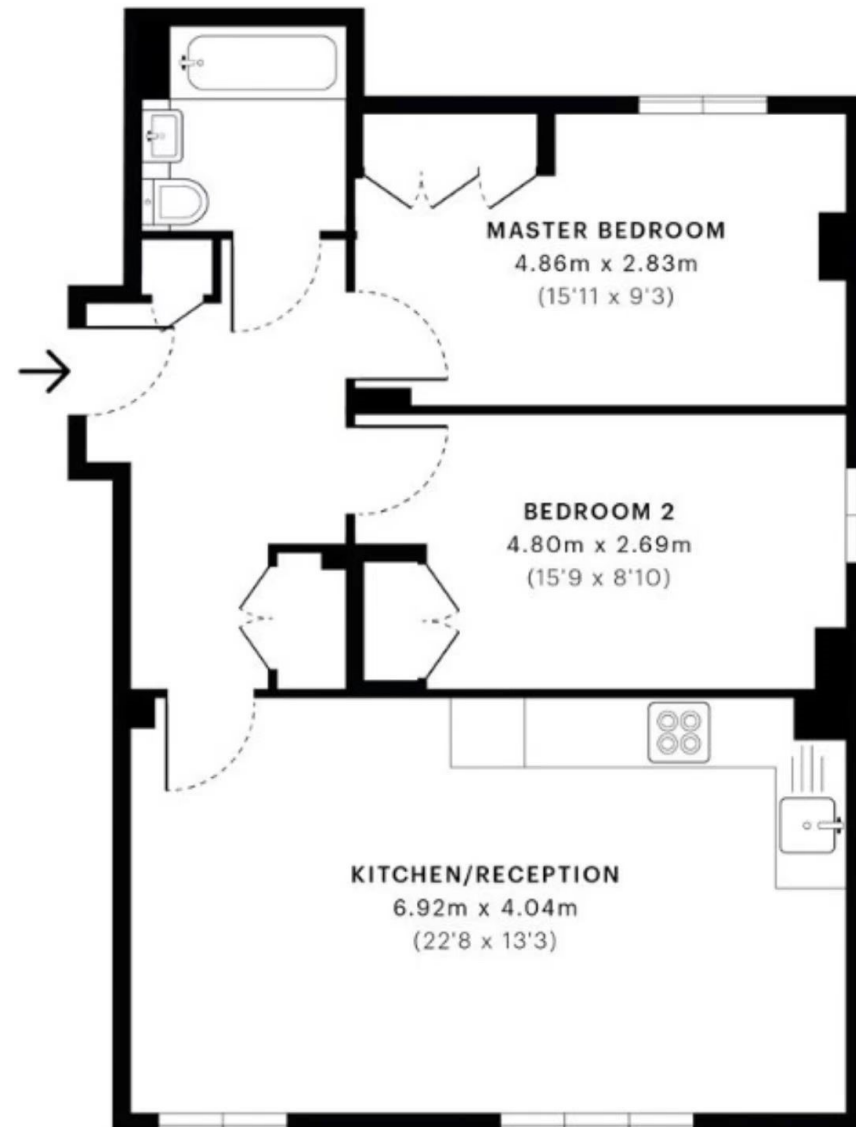 MASTER BEDROOM
4.86m x 2.83m
(15'11 x 9'3)
BEDROOM 2
4.80m x 2.69m
(15'9 x 8'10)
KITCHEN/RECEPTION
6.92m x 4.04m
(22'8 x 13'3)